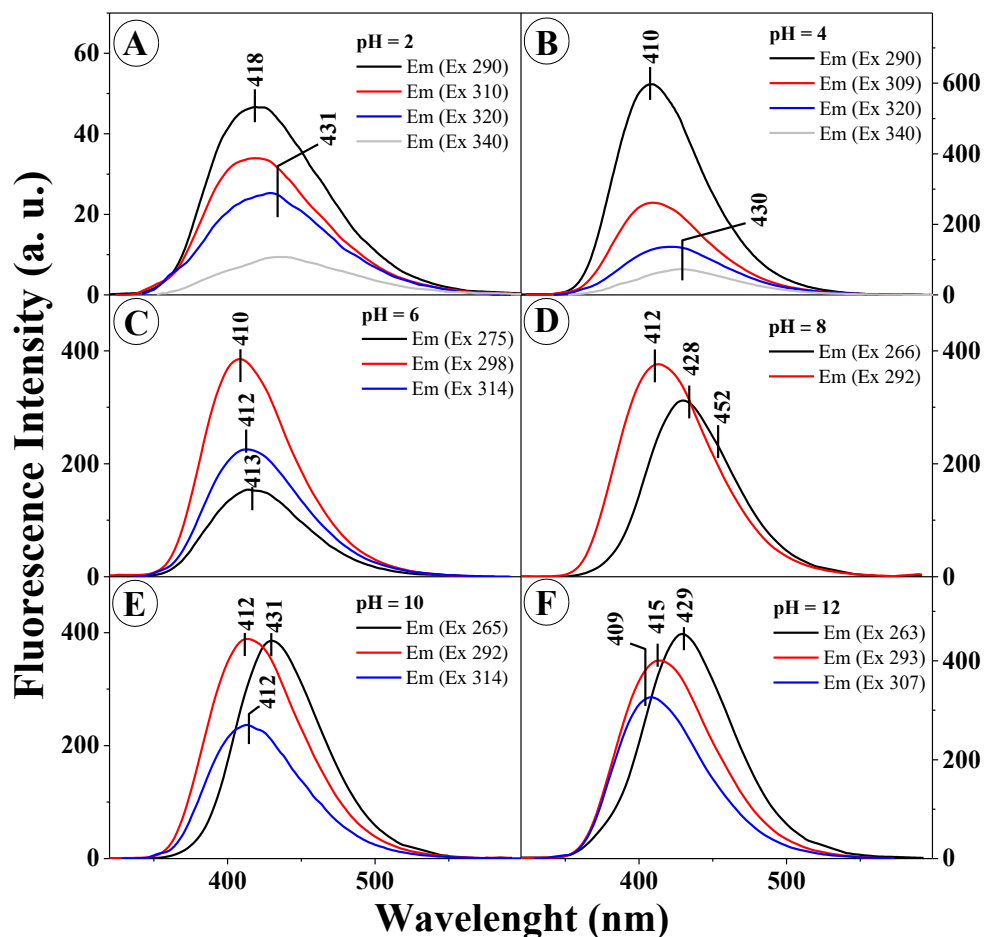 Fluorescence Intensity (a. u.)
A
pH = 2
Em (Ex 290)
Em (Ex 310)
Em (Ex 320)
Em (Ex 340)
418
431
60
40
20
0
B
pH = 4
Em (Ex 290)
Em (Ex 309)
Em (Ex 320)
Em (Ex 340)
410
430
600
400
200
0
C
pH = 6
Em (Ex 275)
Em (Ex 298)
Em (Ex 314)
410
412
413
400
200
0
D
pH = 8
Em (Ex 266)
Em (Ex 292)
412
428
452
400
200
0
E
pH = 10
Em (Ex 265)
Em (Ex 292)
Em (Ex 314)
412
431
412
400
200
0
400
500
F
pH = 12
Em (Ex 263)
Em (Ex 293)
Em (Ex 307)
409
415
429
400
200
0
400
500
Wavelenght (nm)